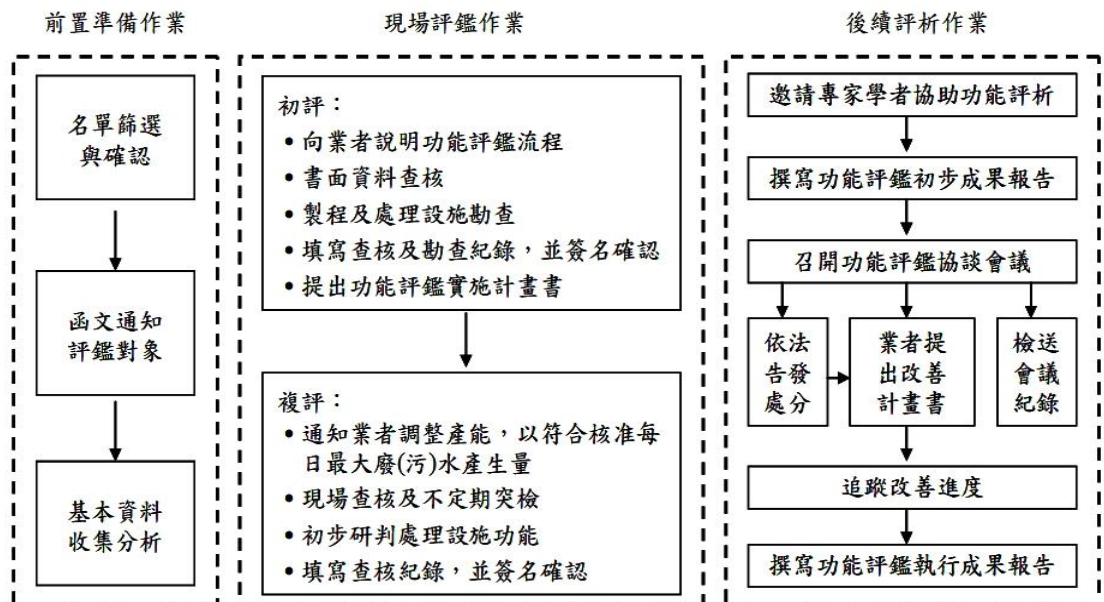 前置準備作業
名單篩選
與確認
函文通知
評鑑對象
基本資料
收集分析
現場評鑑作業
初評：
•向業者說明功能評鑑流程
•書面資料查核
•製程及處理設施勘查
•填寫查核及勘查紀錄，並簽名確認
•提出功能評鑑實施計畫書
複評：
•通知業者調整產能，以符合核准每
日最大廢(污)水產生量
•現場查核及不定期突檢
•初步研判處理設施功能
•填寫查核紀錄，並簽名確認
後續評析作業
邀請專家學者協助功能評析
撰寫功能評鑑初步成果報告
召開功能評鑑協談會議
依法
告發
處分
業者提
出改善
計畫書
檢送
會議
紀錄
追蹤改善進度
撰寫功能評鑑執行成果報告